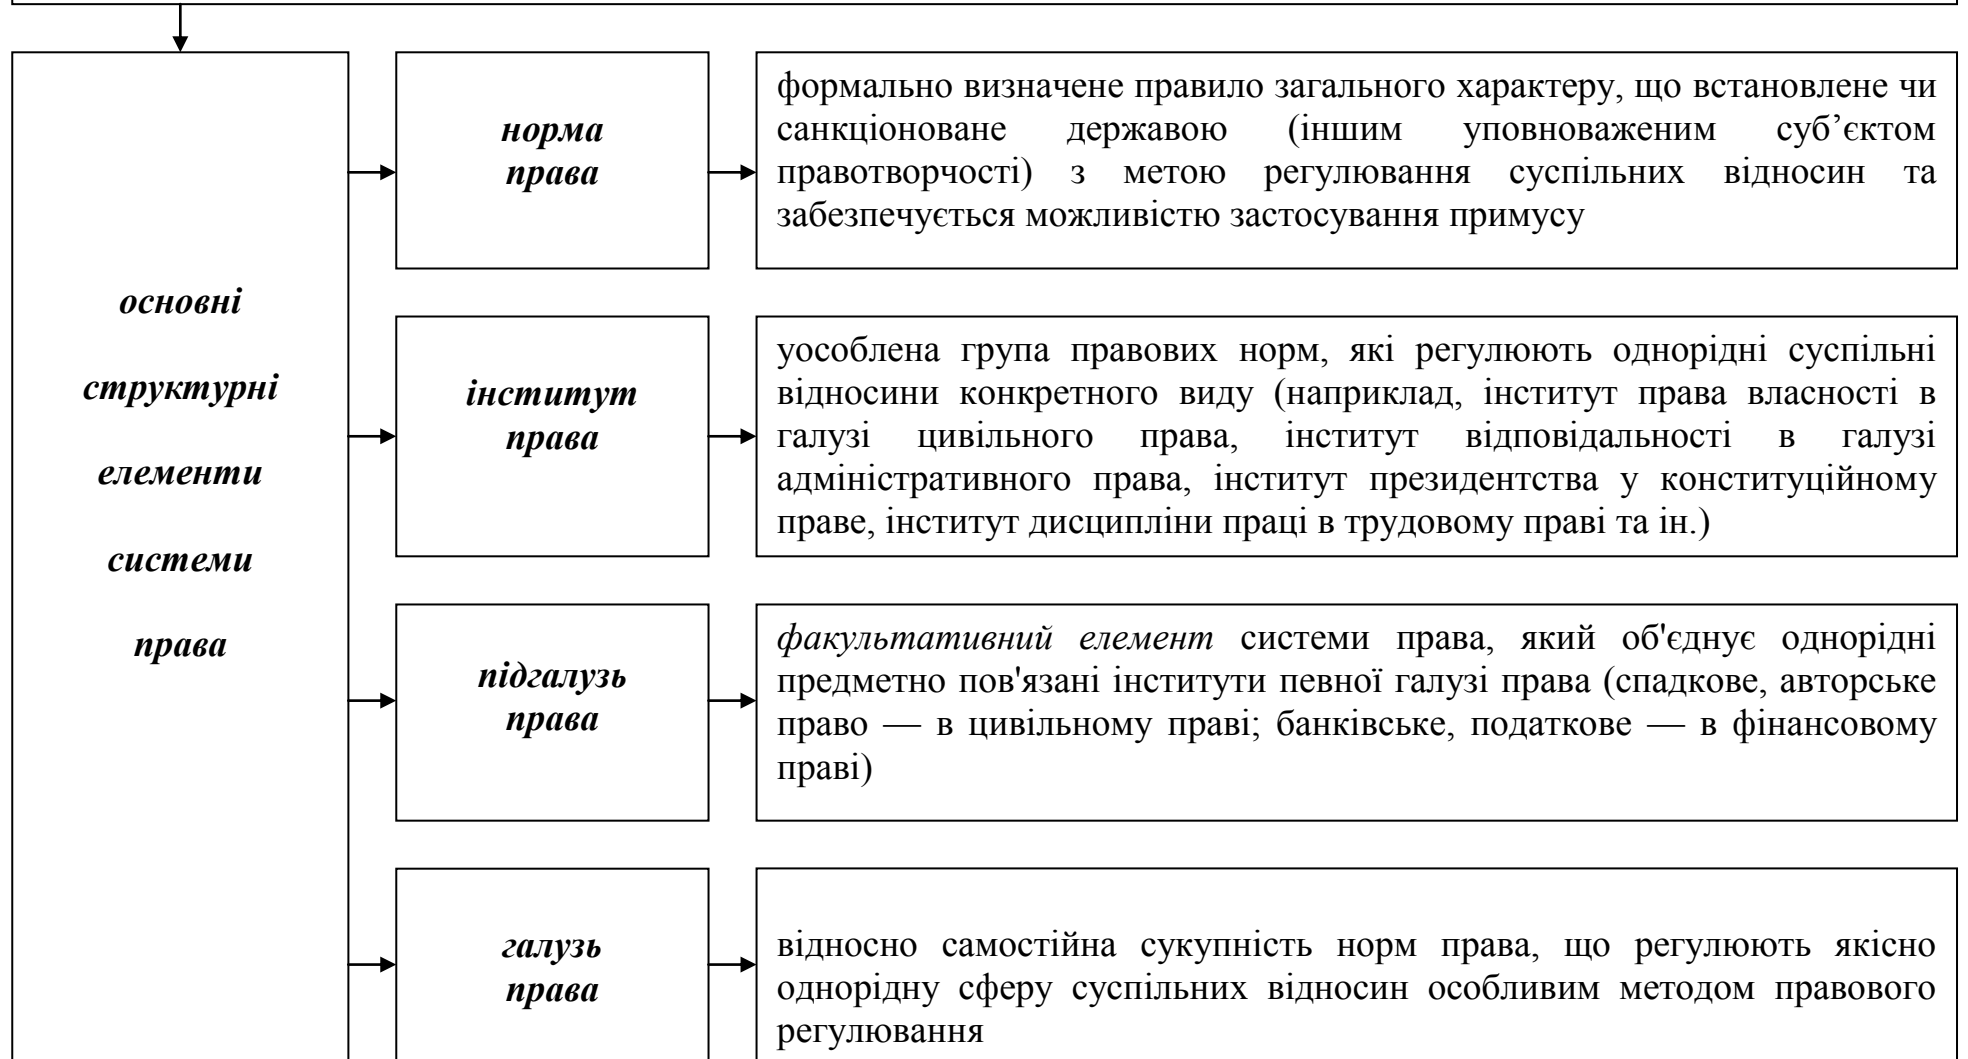 основні
структурні
елементи
системи
права
норма
права
формально визначене правило загального характеру, що встановлене чи
санкціоноване державою (іншим уповноваженим суб’єктом
правотворчості) з метою регулювання суспільних відносин та
забезпечується можливістю застосування примусу
інститут
права
уособлена група правових норм, які регулюють однорідні суспільні
відносини конкретного виду (наприклад, інститут права власності в
галузі цивільного права, інститут відповідальності в галузі
адміністративного права, інститут президентства у конституційному
праве, інститут дисципліни праці в трудовому праві та ін.)
підгалузь
права
факультативний елемент системи права, який об'єднує однорідні
предметно пов'язані інститути певної галузі права (спадкове, авторське
право — в цивільному праві; банківське, податкове — в фінансовому
праві)
галузь
права
відносно самостійна сукупність норм права, що регулюють якісно
однорідну сферу суспільних відносин особливим методом правового
регулювання